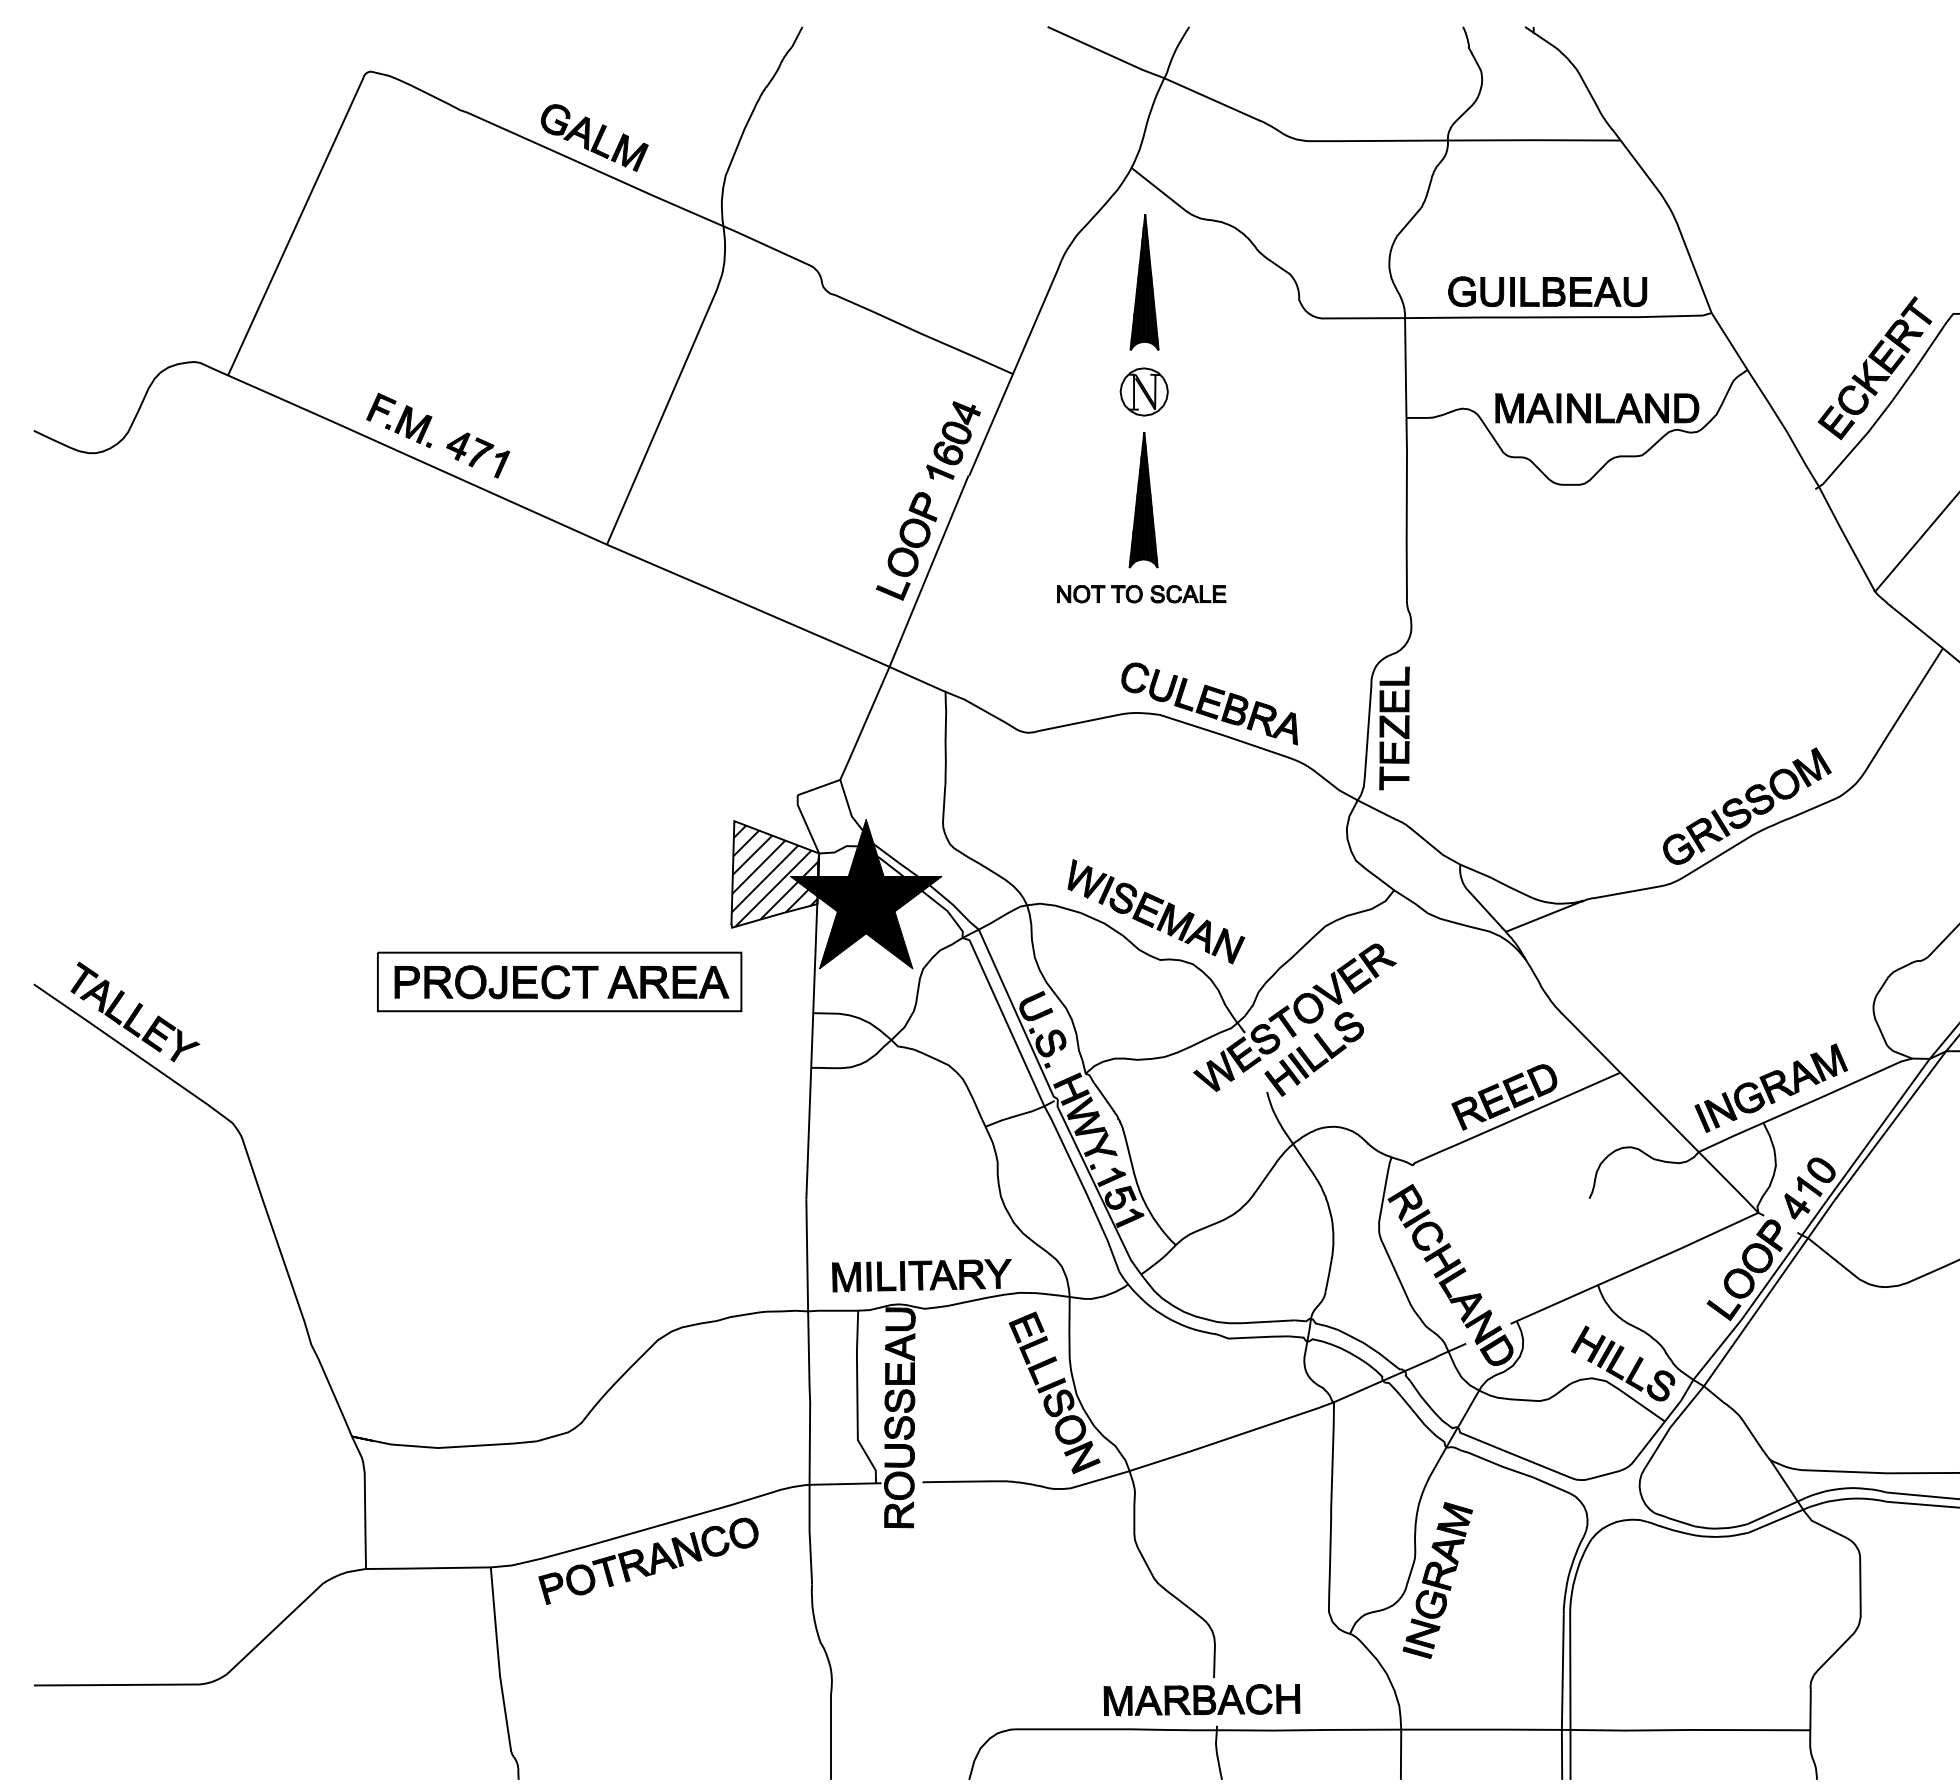 GALM
GUILBEAU
ECKERT
F.M. 471
LOOP 1604
N
MAINLAND
NOT TO SCALE
CULEBRA
TEZEL
GRISSOM
WISEMAN
PROJECT AREA
TALLEY
WESTOVER
HILLS
U.S. HWY.151
REED
INGRAM
LOOP 410
RICHLAND
MILITARY
ROUSSEAU
ELLISON
HILLS
POTRANCO
INGRAM
MARBACH